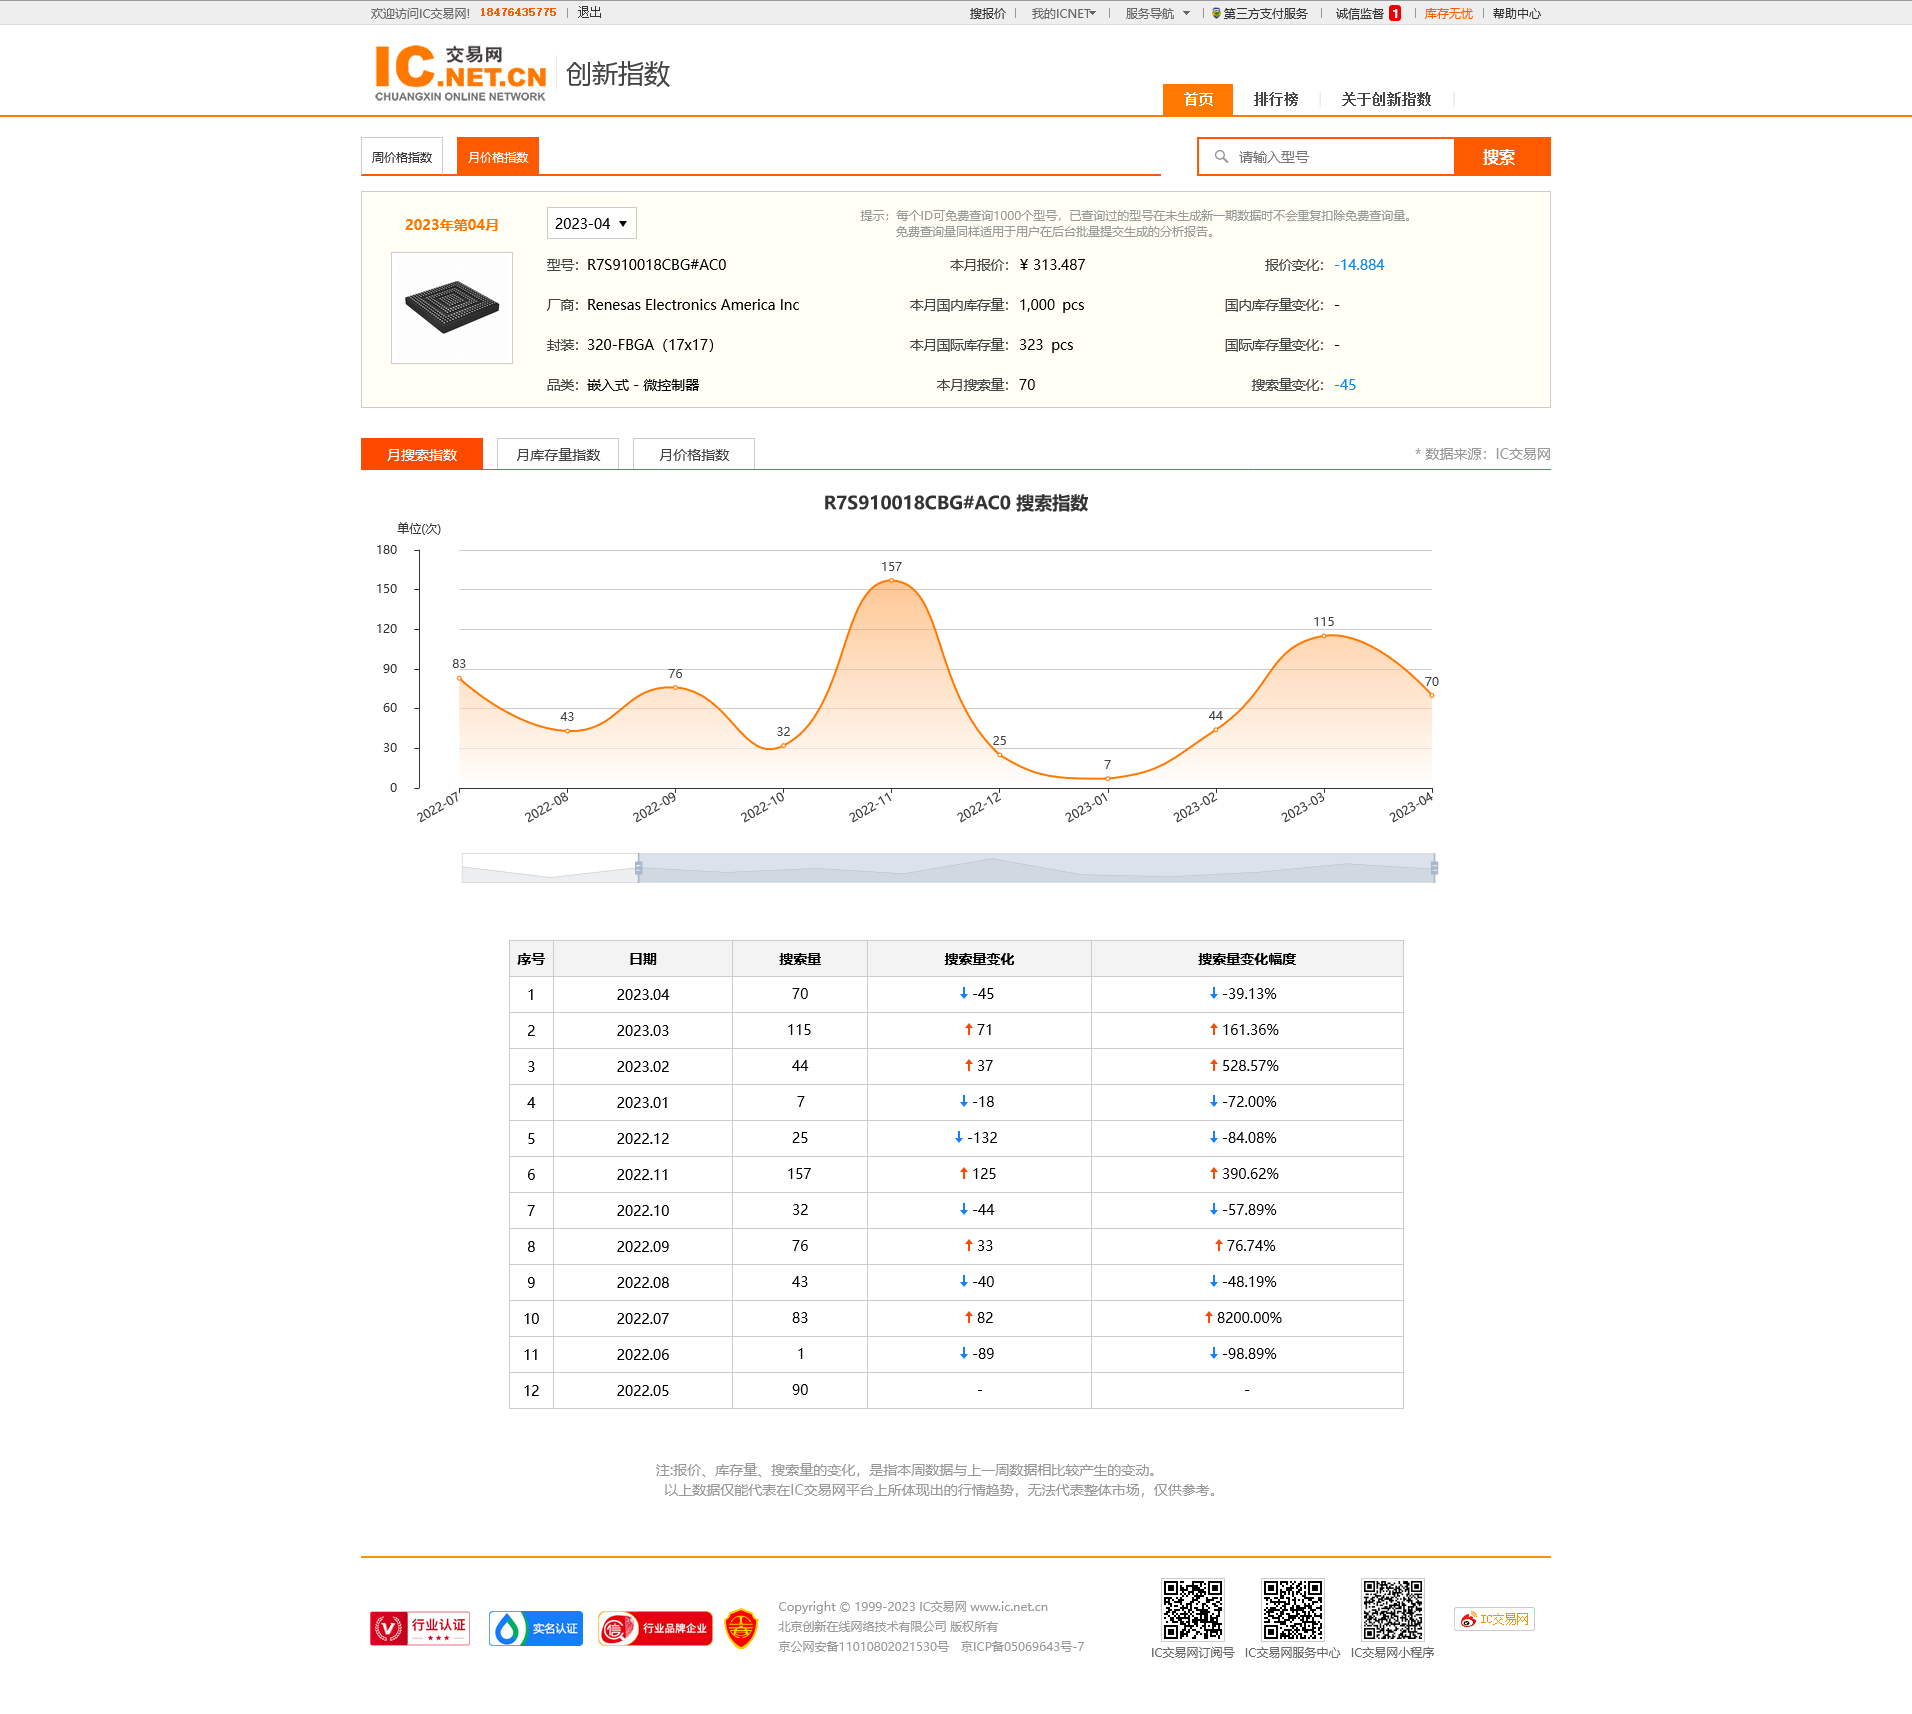 欢迎访问IC交易网! 18476435775 退出 搜报价 我的ICNET 服务导航 第三方支付服务 诚信监督 1 库存无忧 帮助中心
IC.NET.CN 交易网
CHUANGXIN ONLINE NETWORK
创新指数
首页 排行榜 关于创新指数
周价格指数 月价格指数 请输入型号 搜索
2023年第04月 2023-04
提示：每个ID可免费查询1000个型号，已查询过的型号在未生成新一期数据时不会重复扣除免费查询量。
免费查询量同样适用于用户在后台批量提交生成的分析报告。
型号：R7S910018CBG#AC0 本月报价：¥ 313.487 报价变化：-14.884
厂商：Renesas Electronics America Inc 本月国内库存量：1,000 pcs 国内库存量变化：-
封装：320-FBGA（17x17） 本月国际库存量：323 pcs 国际库存量变化：-
品类：嵌入式 - 微控制器 本月搜索量：70 搜索量变化：-45
月搜索指数 月库存量指数 月价格指数 * 数据来源：IC交易网
R7S910018CBG#AC0 搜索指数
单位(次)
180
150
120
90
60
30
0
83
43
76
32
157
25
7
44
115
70
2022-07 2022-08 2022-09 2022-10 2022-11 2022-12 2023-01 2023-02 2023-03 2023-04
序号 日期 搜索量 搜索量变化 搜索量变化幅度
1 2023.04 70 -45 -39.13%
2 2023.03 115 71 161.36%
3 2023.02 44 37 528.57%
4 2023.01 7 -18 -72.00%
5 2022.12 25 -132 -84.08%
6 2022.11 157 125 390.62%
7 2022.10 32 -44 -57.89%
8 2022.09 76 33 76.74%
9 2022.08 43 -40 -48.19%
10 2022.07 83 82 8200.00%
11 2022.06 1 -89 -98.89%
12 2022.05 90 - -
注:报价、库存量、搜索量的变化，是指本周数据与上一周数据相比较产生的变动。
以上数据仅能代表在IC交易网平台上所体现出的行情趋势，无法代表整体市场，仅供参考。
行业认证
实名认证
行业品牌企业
Copyright © 1999-2023 IC交易网 www.ic.net.cn
北京创新在线网络技术有限公司 版权所有
京公网安备11010802021530号 京ICP备05069643号-7
IC交易网订阅号 IC交易网服务中心 IC交易网小程序
IC交易网